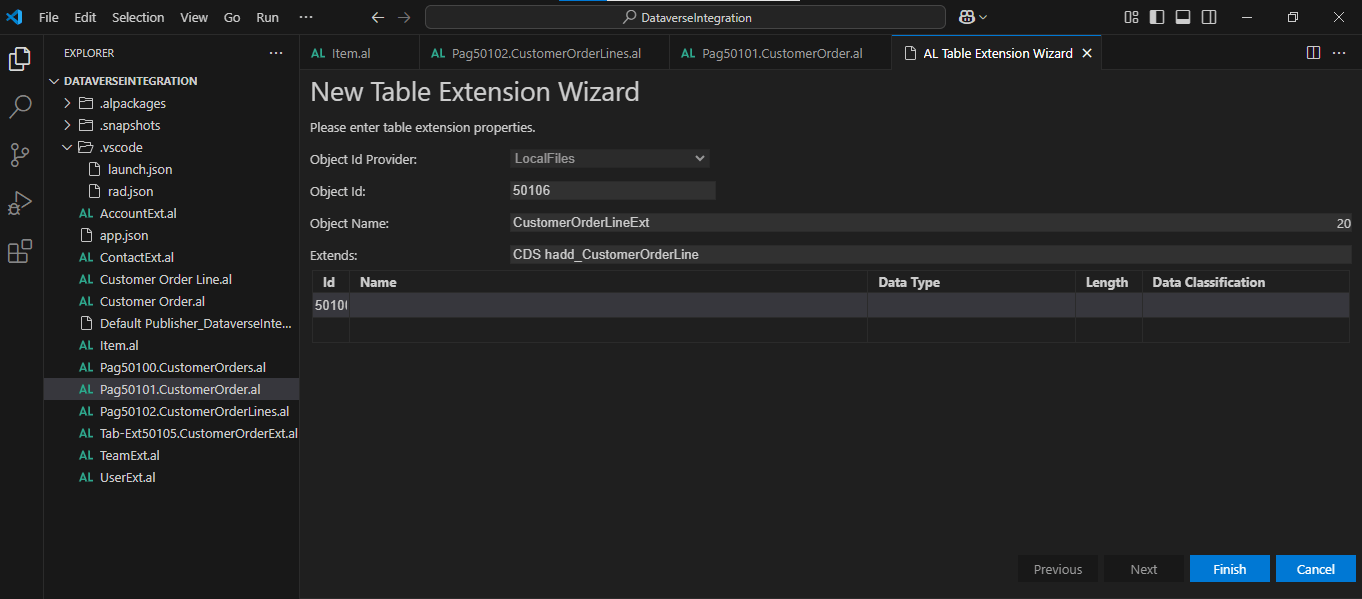 File Edit Selection View Go Run ··· DataverseIntegration
EXPLORER ···
DATAVERSEINTEGRATION
.alpackages
.snapshots
.vscode
launch.json
rad.json
AL AccountExt.al
app.json
AL ContactExt.al
AL Customer Order Line.al
AL Customer Order.al
Default Publisher_DataverseInte...
AL Item.al
AL Pag50100.CustomerOrders.al
AL Pag50101.CustomerOrder.al
AL Pag50102.CustomerOrderLines.al
AL Tab-Ext50105.CustomerOrderExt.al
AL TeamExt.al
AL UserExt.al
AL Item.al AL Pag50102.CustomerOrderLines.al AL Pag50101.CustomerOrder.al AL Table Extension Wizard ···
New Table Extension Wizard
Please enter table extension properties.
Object Id Provider: LocalFiles
Object Id: 50106
Object Name: CustomerOrderLineExt 20
Extends: CDS hadd_CustomerOrderLine
Id Name Data Type Length Data Classification
Previous Next Finish Cancel